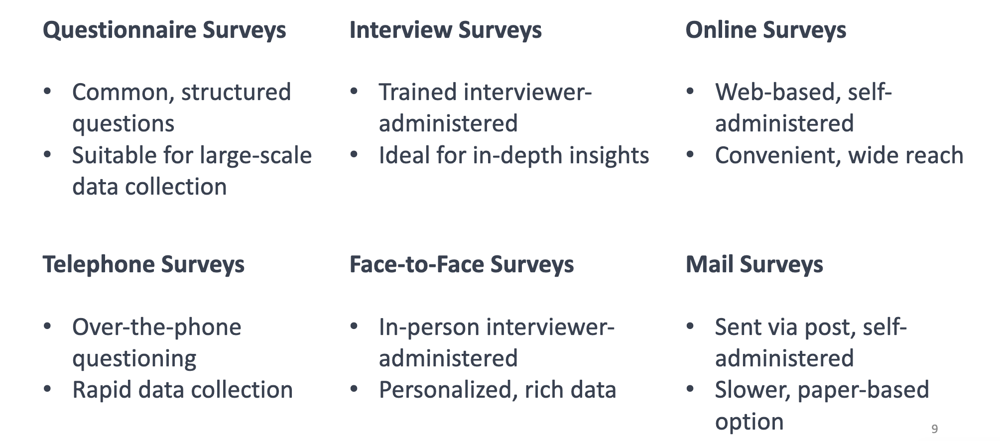 Questionnaire Surveys
• Common, structured
questions
• Suitable for large-scale
data collection
Interview Surveys
• Trained interviewer-
administered
• Ideal for in-depth insights
Online Surveys
• Web-based, self-
administered
• Convenient, wide reach
Telephone Surveys
• Over-the-phone
questioning
• Rapid data collection
Face-to-Face Surveys
• In-person interviewer-
administered
• Personalized, rich data
Mail Surveys
• Sent via post, self-
administered
• Slower, paper-based
option
9